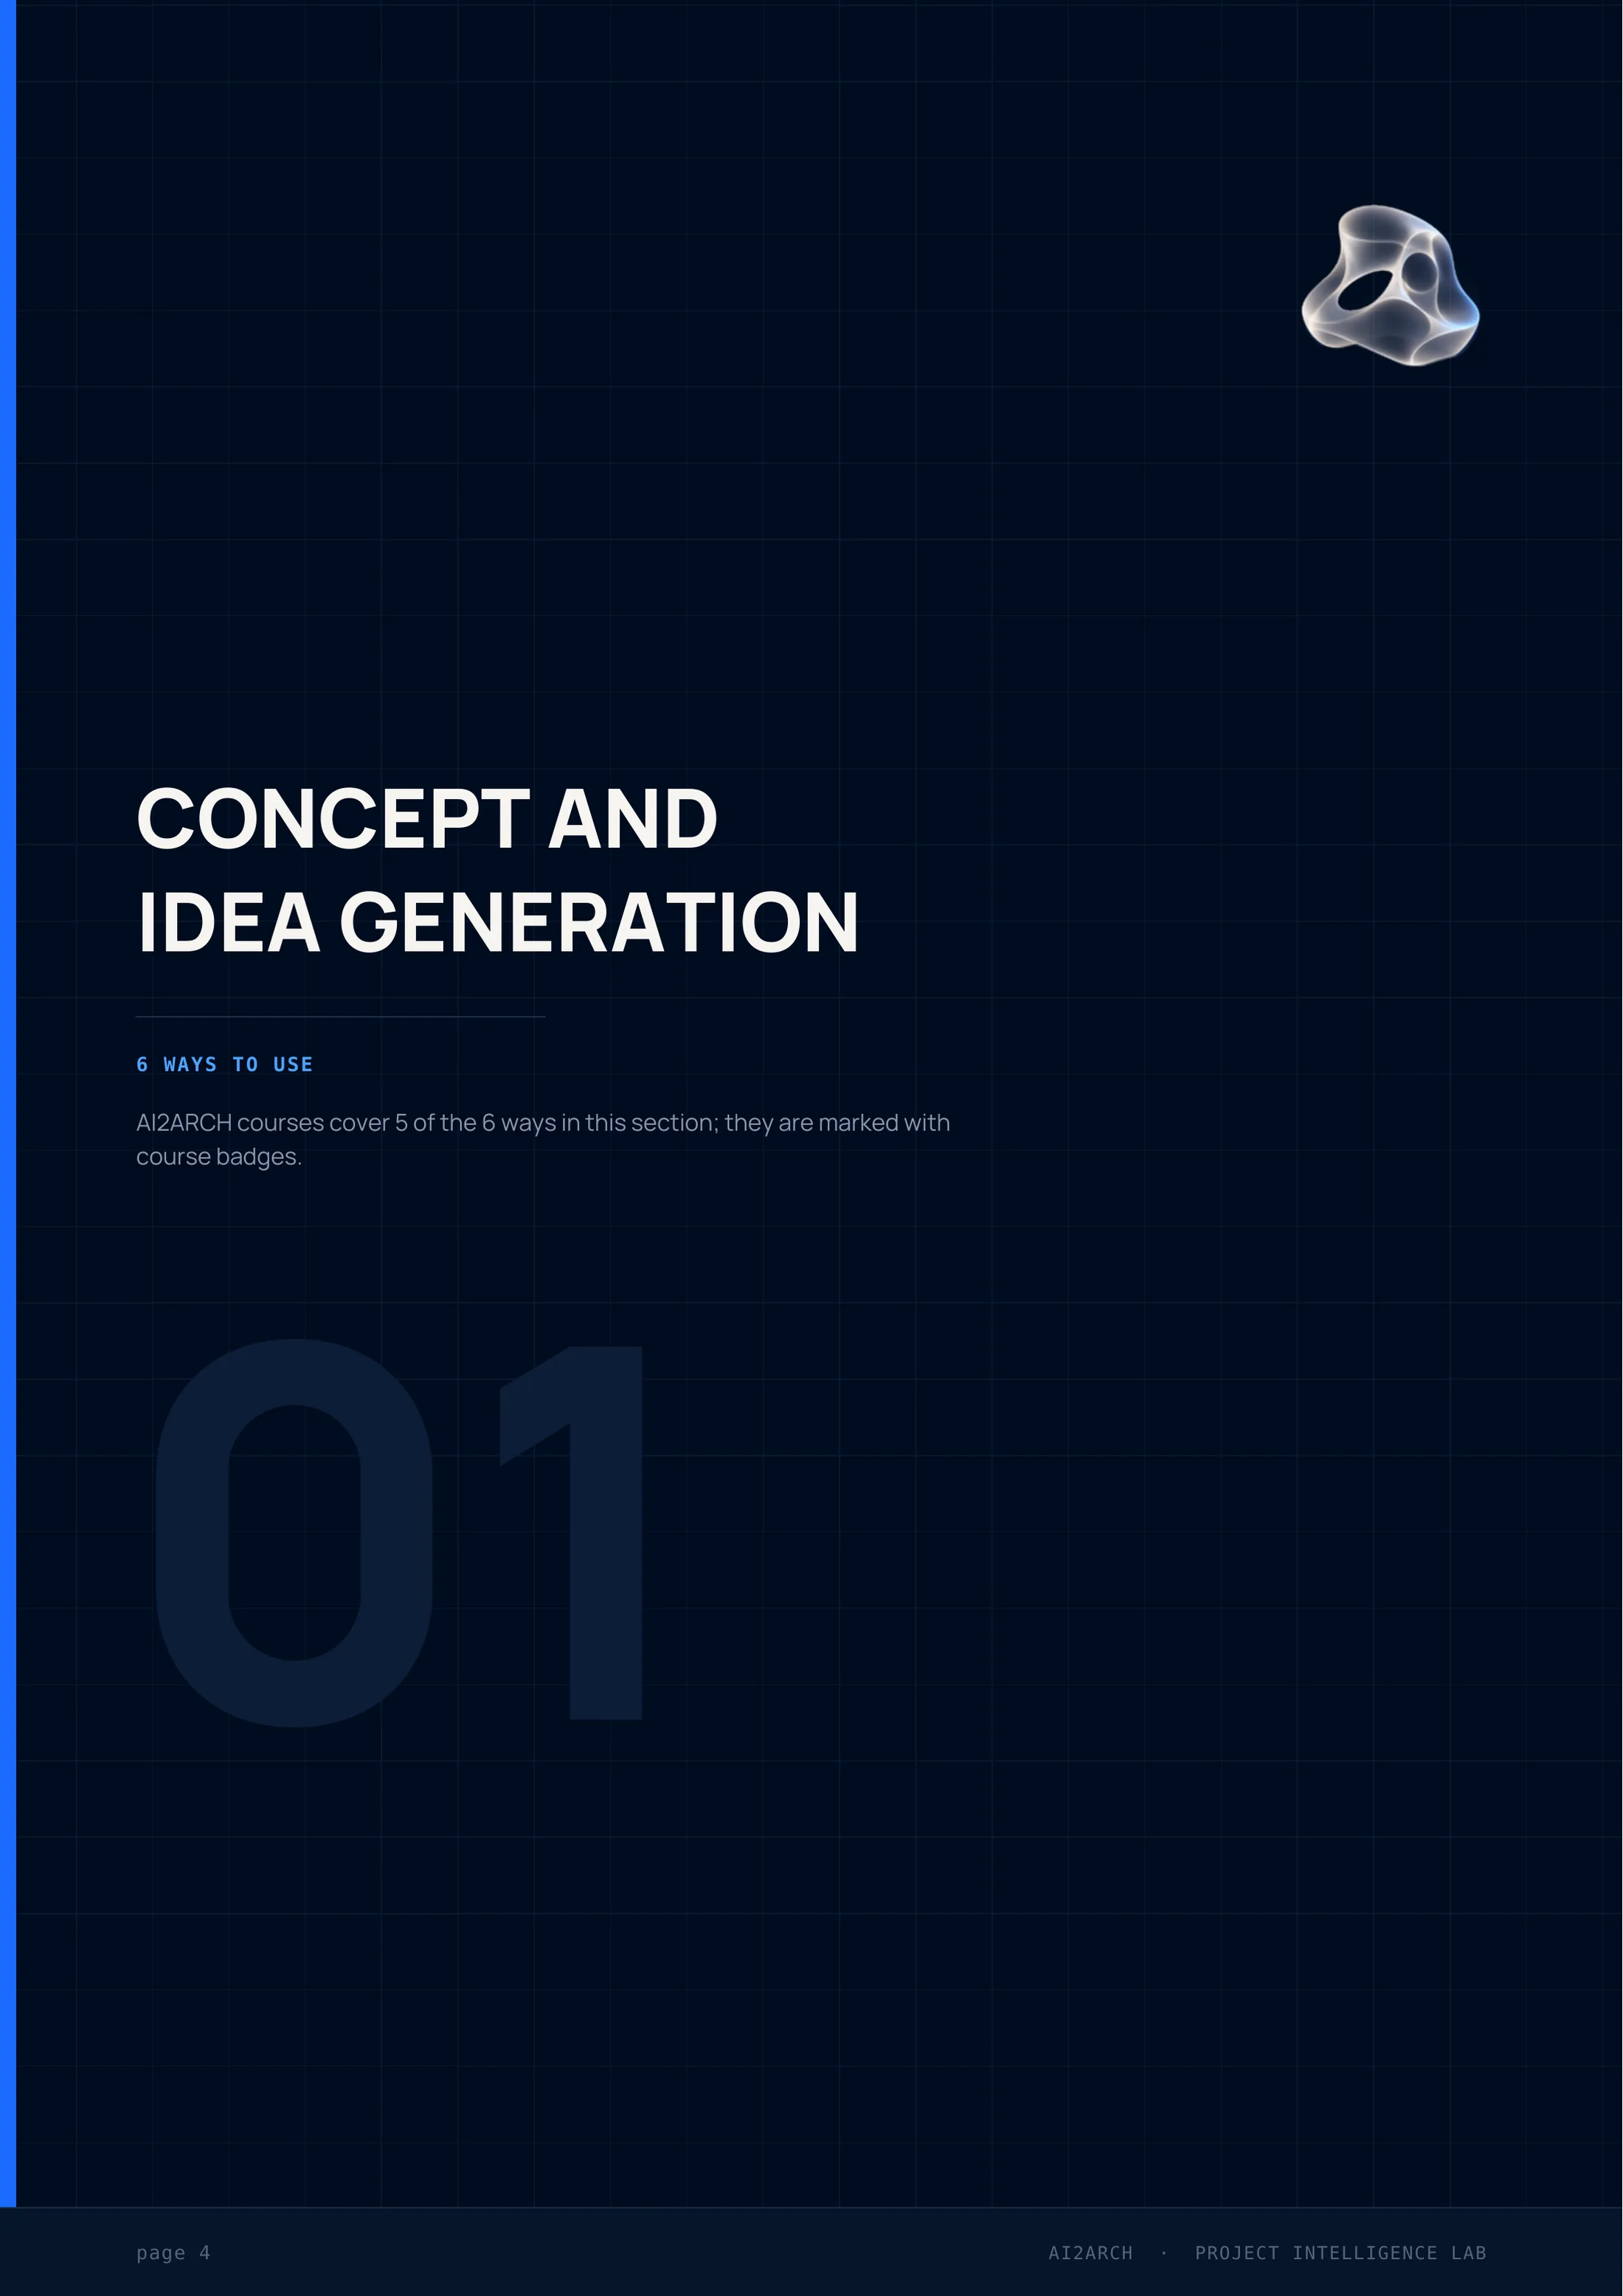 CONCEPT AND
IDEA GENERATION
6 WAYS TO USE
AI2ARCH courses cover 5 of the 6 ways in this section; they are marked with
course badges.
01
page 4
AI2ARCH · PROJECT INTELLIGENCE LAB